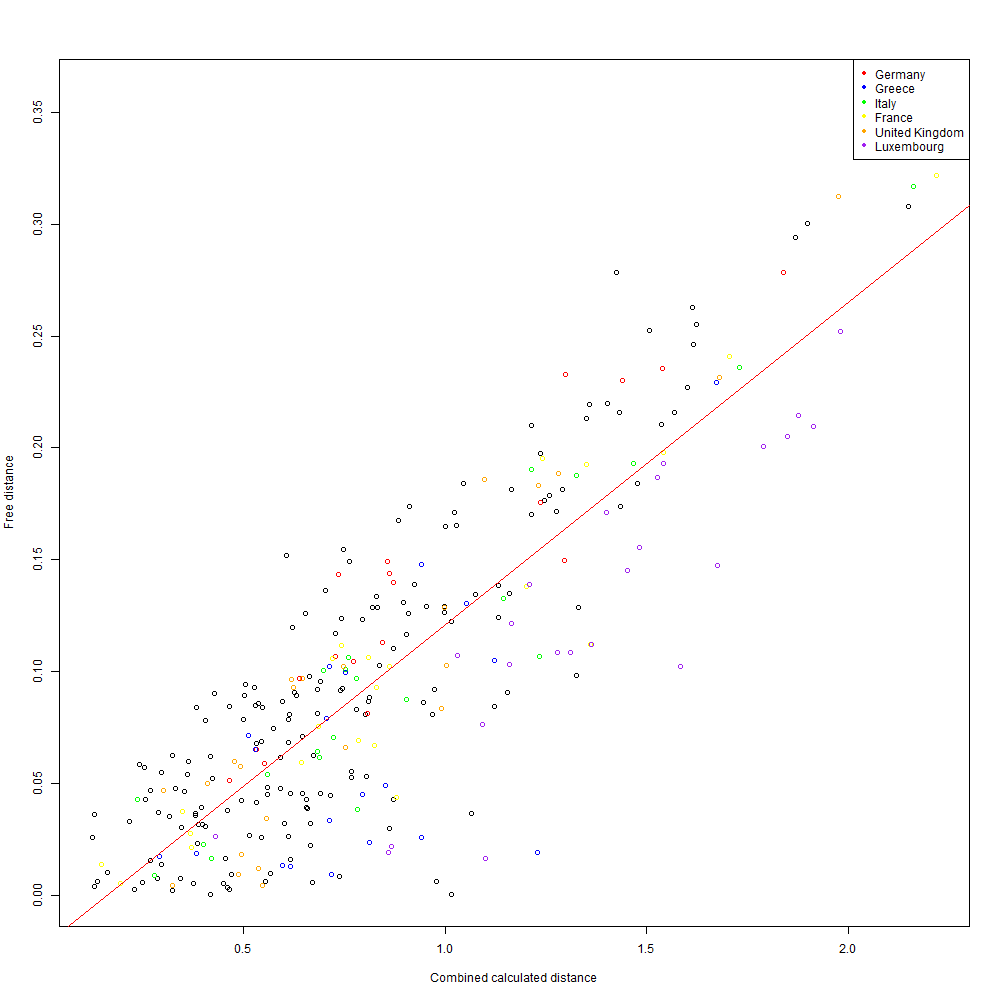 Germany
Greece
Italy
France
United Kingdom
Luxembourg
0.35
0.30
0.25
0.20
0.15
0.10
0.05
0.00
Free distance
0.5 1.0 1.5 2.0
Combined calculated distance